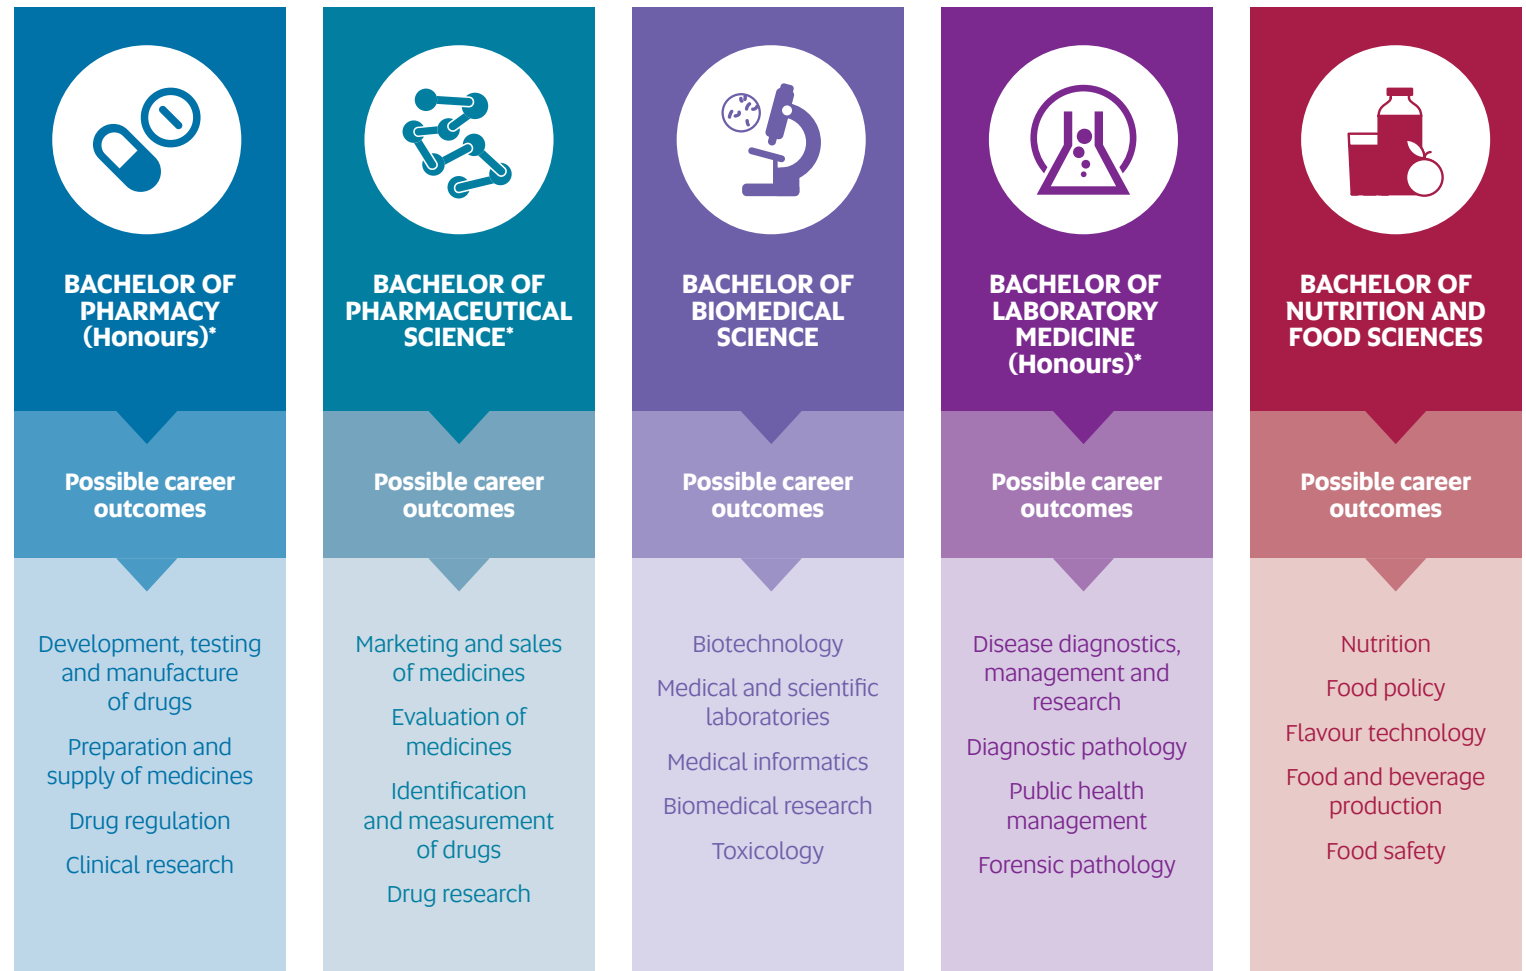 BACHELOR OF
PHARMACY
(Honours)*
Possible career
outcomes
Development, testing
and manufacture
of drugs
Preparation and
supply of medicines
Drug regulation
Clinical research
BACHELOR OF
PHARMACEUTICAL
SCIENCE*
Possible career
outcomes
Marketing and sales
of medicines
Evaluation of
medicines
Identification
and measurement
of drugs
Drug research
BACHELOR OF
BIOMEDICAL
SCIENCE
Possible career
outcomes
Biotechnology
Medical and scientific
laboratories
Medical informatics
Biomedical research
Toxicology
BACHELOR OF
LABORATORY
MEDICINE
(Honours)*
Possible career
outcomes
Disease diagnostics,
management and
research
Diagnostic pathology
Public health
management
Forensic pathology
BACHELOR OF
NUTRITION AND
FOOD SCIENCES
Possible career
outcomes
Nutrition
Food policy
Flavour technology
Food and beverage
production
Food safety